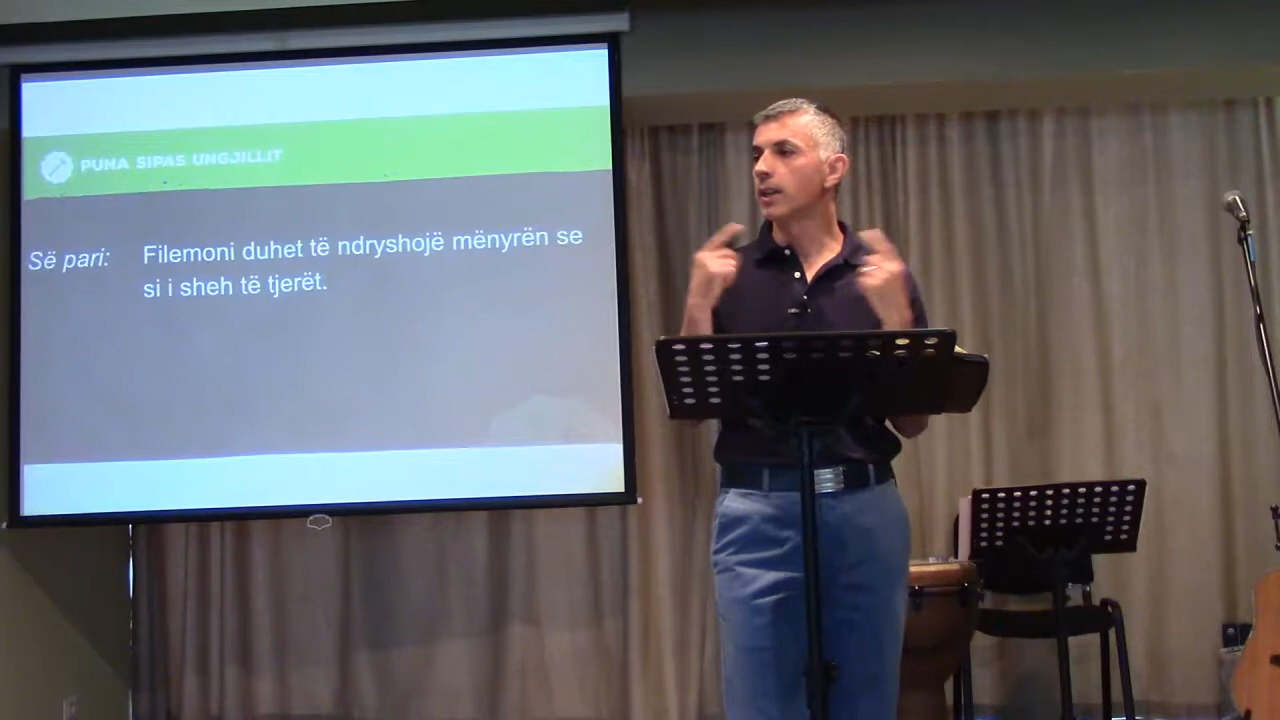 PUNA SIPAS UNGJILLIT
Së pari: Filemoni duhet të ndryshojë mënyrën se
si i sheh të tjerët.